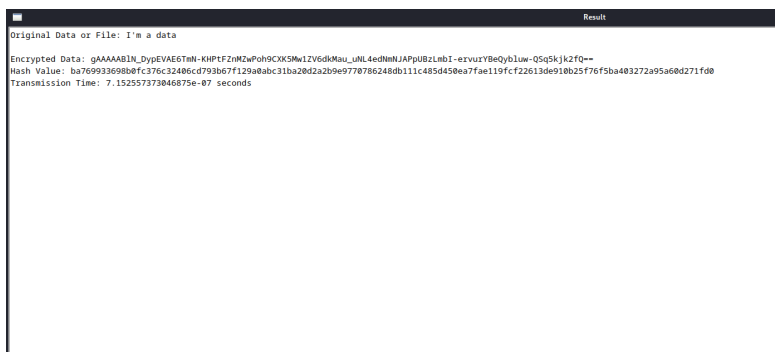 Result
Original Data or File: I'm a data
Encrypted Data: gAAAAABlN_DypEVAE6TmN-KHPtFZnMZwPoh9CXK5Mw1ZV6dkMau_uNL4edNmNJAPpUBzLmbI-ervurYBeQybluw-QSq5kjk2fQ==
Hash Value: ba769933698b0fc376c32406cd793b67f129a0abc31ba20d2a2b9e9770786248db111c485d450ea7fae119fcf22613de910b25f76f5ba403272a95a60d271fd0
Transmission Time: 7.152557373046875e-07 seconds